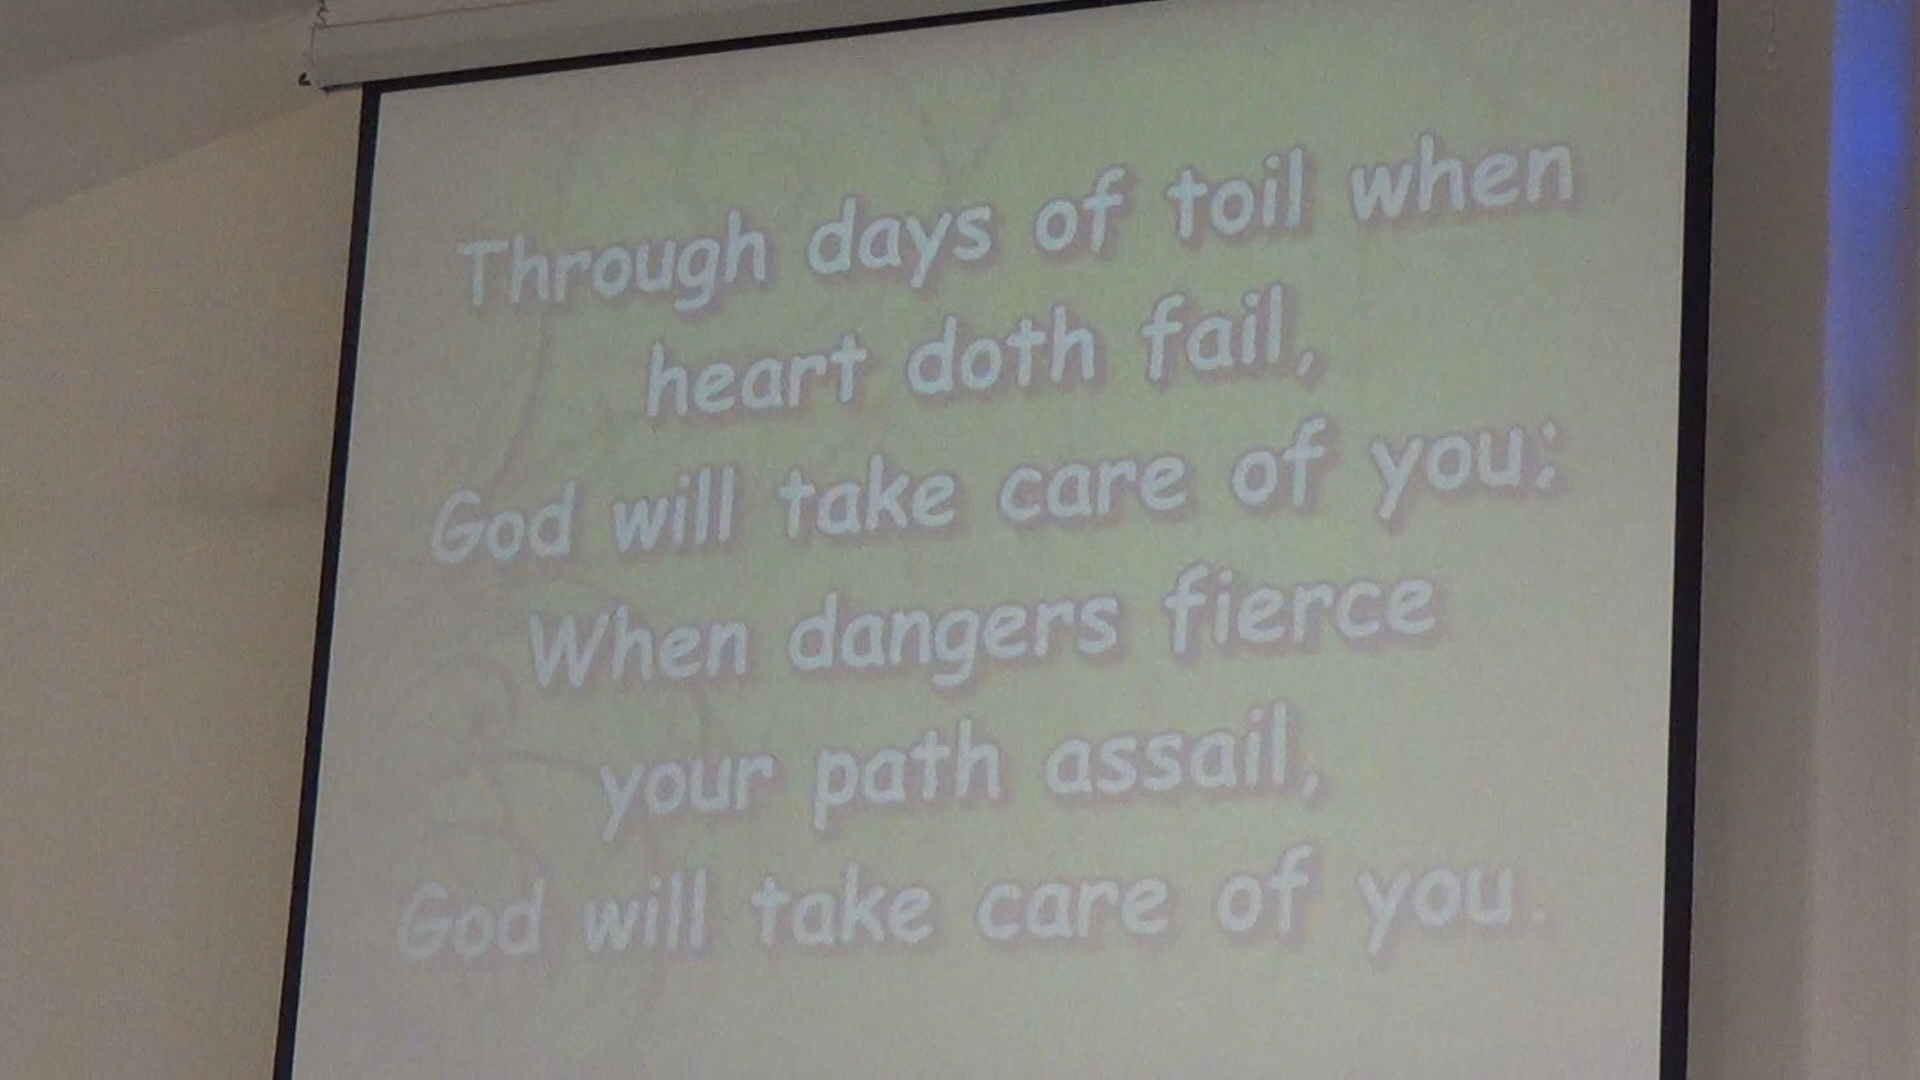 Through days of toil when
heart doth fail,
God will take care of you;
When dangers fierce
your path assail,
God will take care of you.